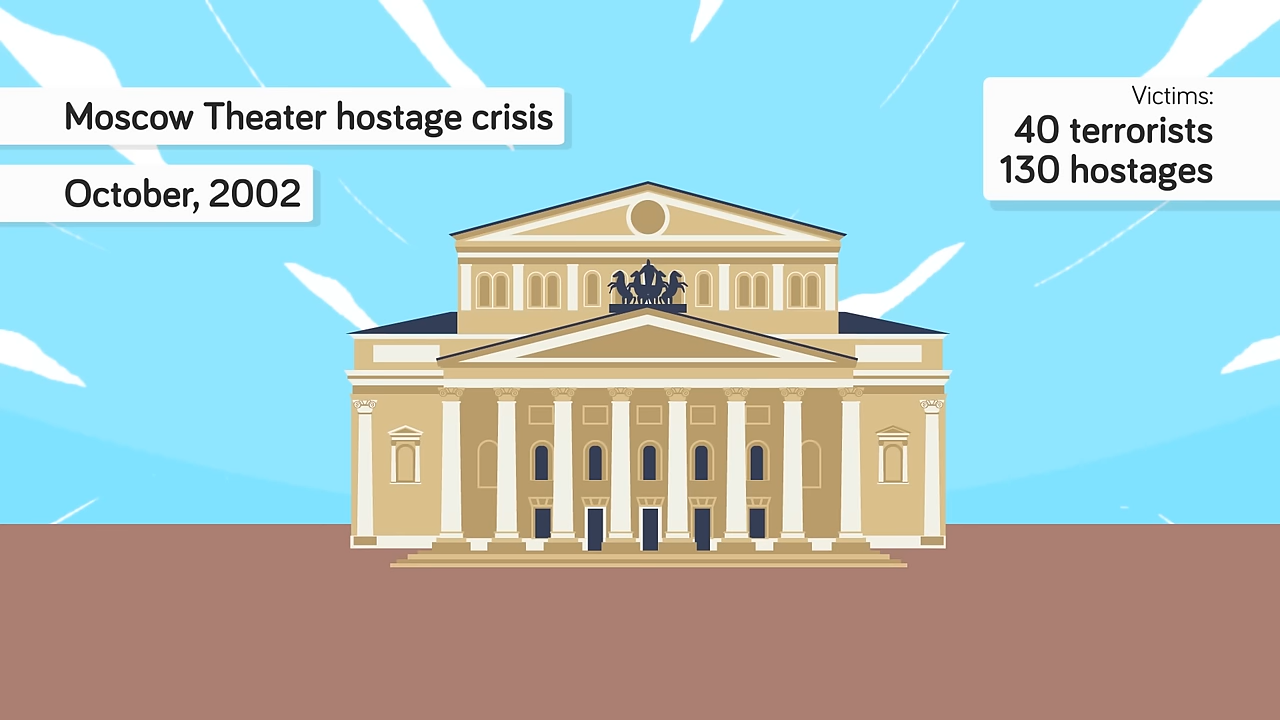 Moscow Theater hostage crisis
October, 2002
Victims:
40 terrorists
130 hostages